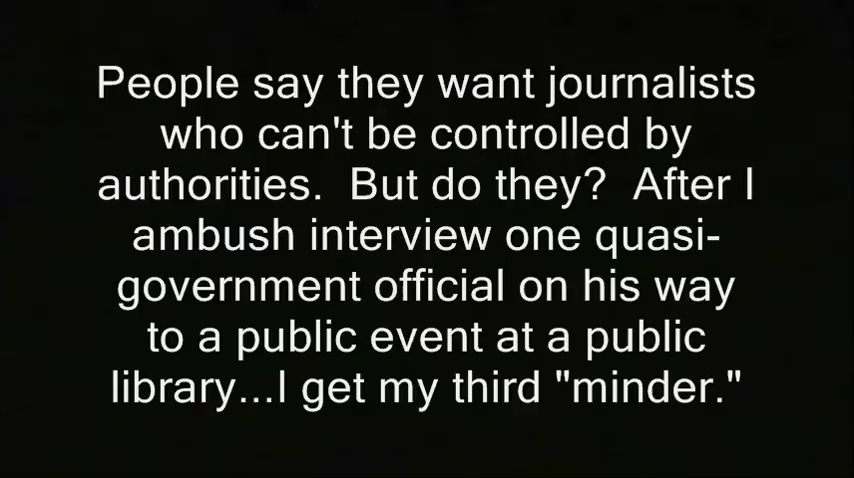 People say they want journalists
who can't be controlled by
authorities.  But do they?  After I
ambush interview one quasi-
government official on his way
to a public event at a public
library...I get my third "minder."